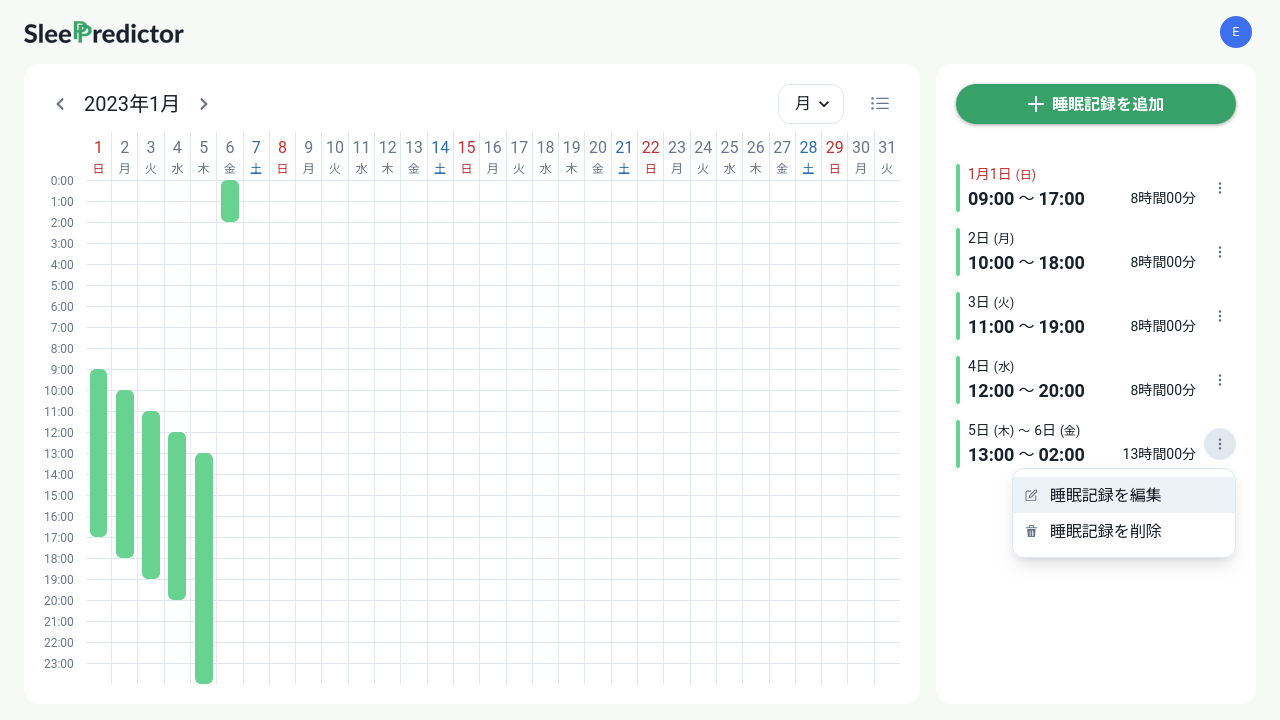 SleePredictor
E
2023年1月
月
1 2 3 4 5 6 7 8 9 10 11 12 13 14 15 16 17 18 19 20 21 22 23 24 25 26 27 28 29 30 31
日 月 火 水 木 金 土 日 月 火 水 木 金 土 日 月 火 水 木 金 土 日 月 火 水 木 金 土 日 月 火
0:00
1:00
2:00
3:00
4:00
5:00
6:00
7:00
8:00
9:00
10:00
11:00
12:00
13:00
14:00
15:00
16:00
17:00
18:00
19:00
20:00
21:00
22:00
23:00
睡眠記録を追加
1月1日 (日)
09:00 〜 17:00 8時間00分
2日 (月)
10:00 〜 18:00 8時間00分
3日 (火)
11:00 〜 19:00 8時間00分
4日 (水)
12:00 〜 20:00 8時間00分
5日 (木) 〜 6日 (金)
13:00 〜 02:00 13時間00分
睡眠記録を編集
睡眠記録を削除